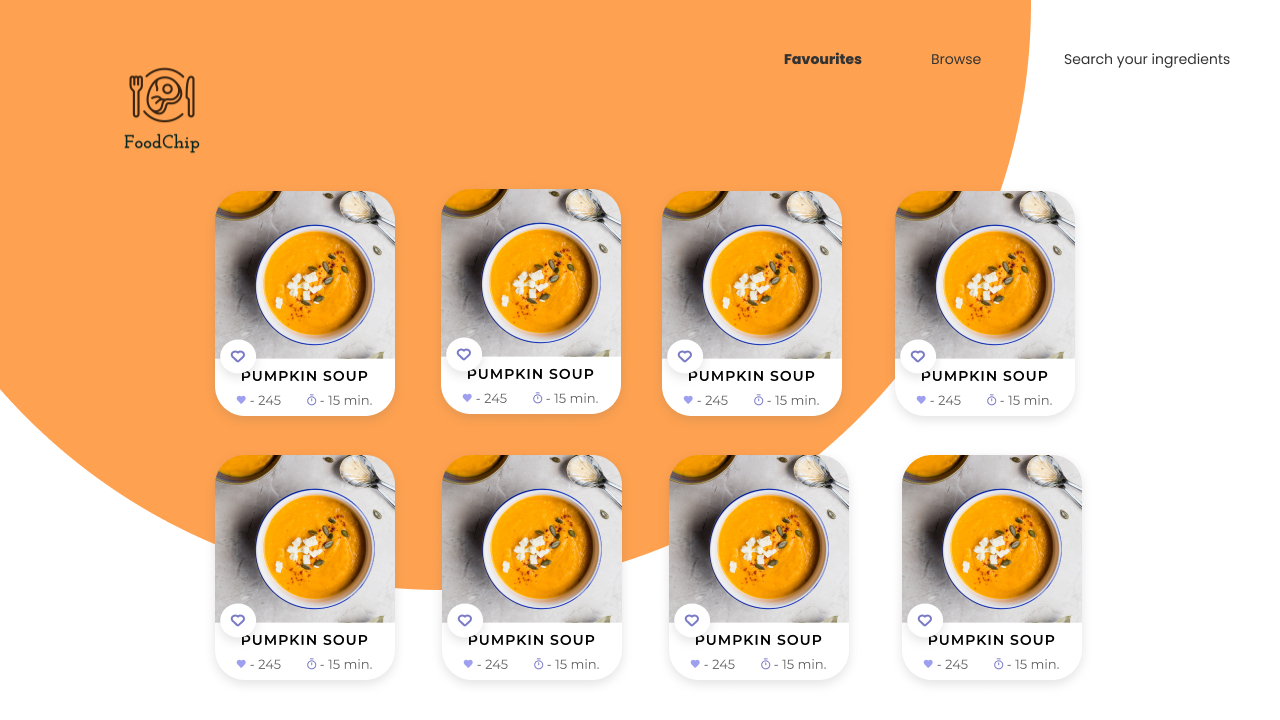 Favourites Browse Search your ingredients
FoodChip
PUMPKIN SOUP PUMPKIN SOUP PUMPKIN SOUP PUMPKIN SOUP
- 245 - 15 min. - 245 - 15 min. - 245 - 15 min. - 245 - 15 min.
PUMPKIN SOUP PUMPKIN SOUP PUMPKIN SOUP PUMPKIN SOUP
- 245 - 15 min. - 245 - 15 min. - 245 - 15 min. - 245 - 15 min.